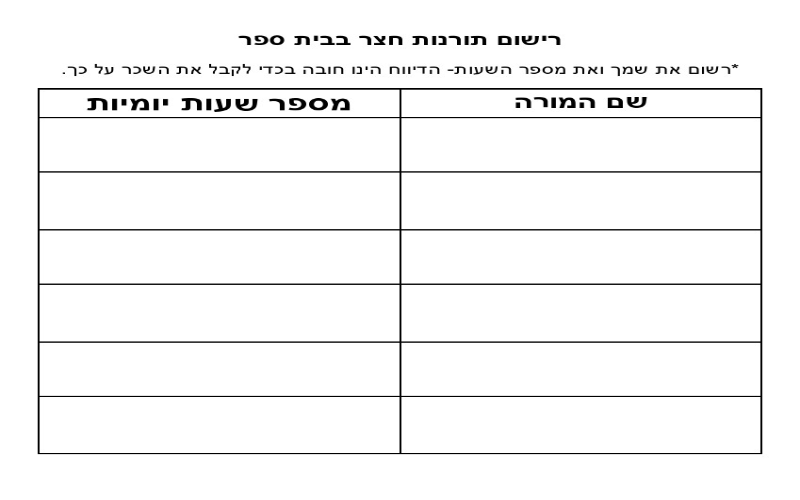 רישום תורנות חצר בבית ספר
*רשום את שמך ואת מספר השעות- הדיווח הינו חובה בכדי לקבל את השכר על כך.
שם המורה
מספר שעות יומיות